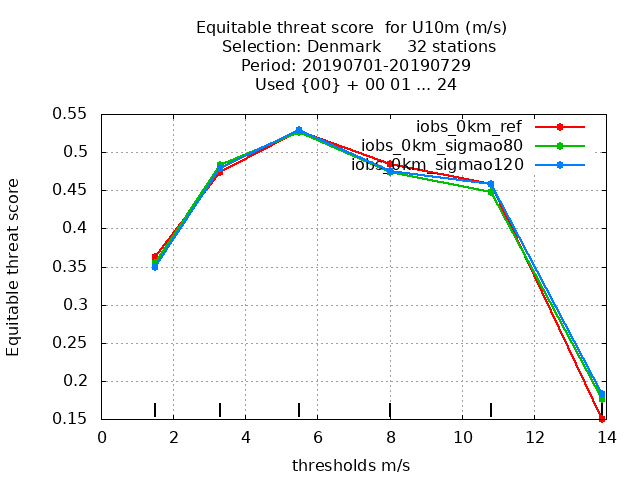 Equitable threat score  for U10m (m/s)
Selection: Denmark     32 stations
Period: 20190701-20190729
Used {00} + 00 01 ... 24
iobs_0km_ref
iobs_0km_sigmao80
iobs_0km_sigmao120
Equitable threat score
0.55
0.5
0.45
0.4
0.35
0.3
0.25
0.2
0.15
0 2 4 6 8 10 12 14
thresholds m/s